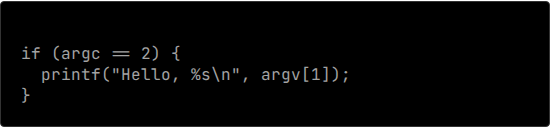 if (argc == 2) {
  printf("Hello, %s\n", argv[1]);
}